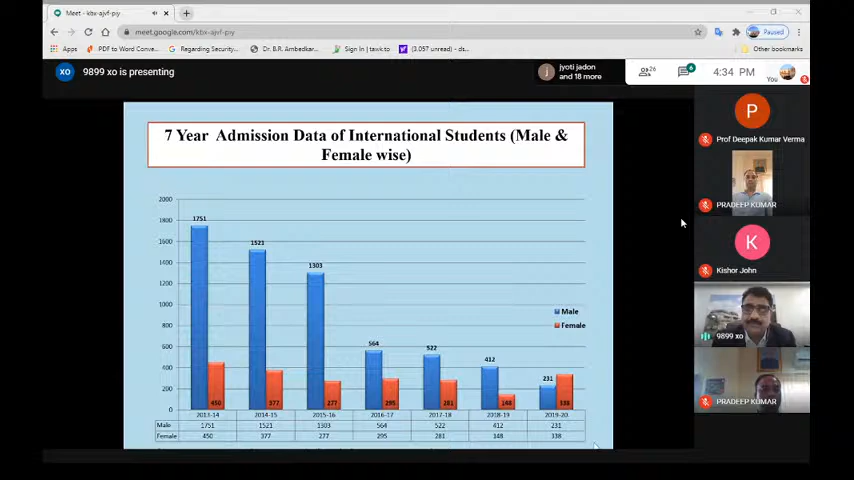 Meet - kbx-ajvf-piy
meet.google.com/kbx-ajvf-piy
Paused
Apps
PDF to Word Conve...
Regarding Security...
Dr. B.R. Ambedkar...
Sign In | tawk.to
(3,057 unread) - ds...
Other bookmarks
XO
9899 xo is presenting
j
jyoti jadon
and 18 more
26
6
4:34 PM
You
7 Year Admission Data of International Students (Male &
Female wise)
2000
1800
1600
1400
1200
1000
800
600
400
200
0
1751
1521
1303
564
522
412
231
450
377
277
295
281
148
338
Male
Female
2013-14 2014-15 2015-16 2016-17 2017-18 2018-19 2019-20
Male 1751 1521 1303 564 522 412 231
Female 450 377 277 295 281 148 338
P
Prof Deepak Kumar Verma
PRADEEP KUMAR
K
Kishor John
9899 xo
PRADEEP KUMAR